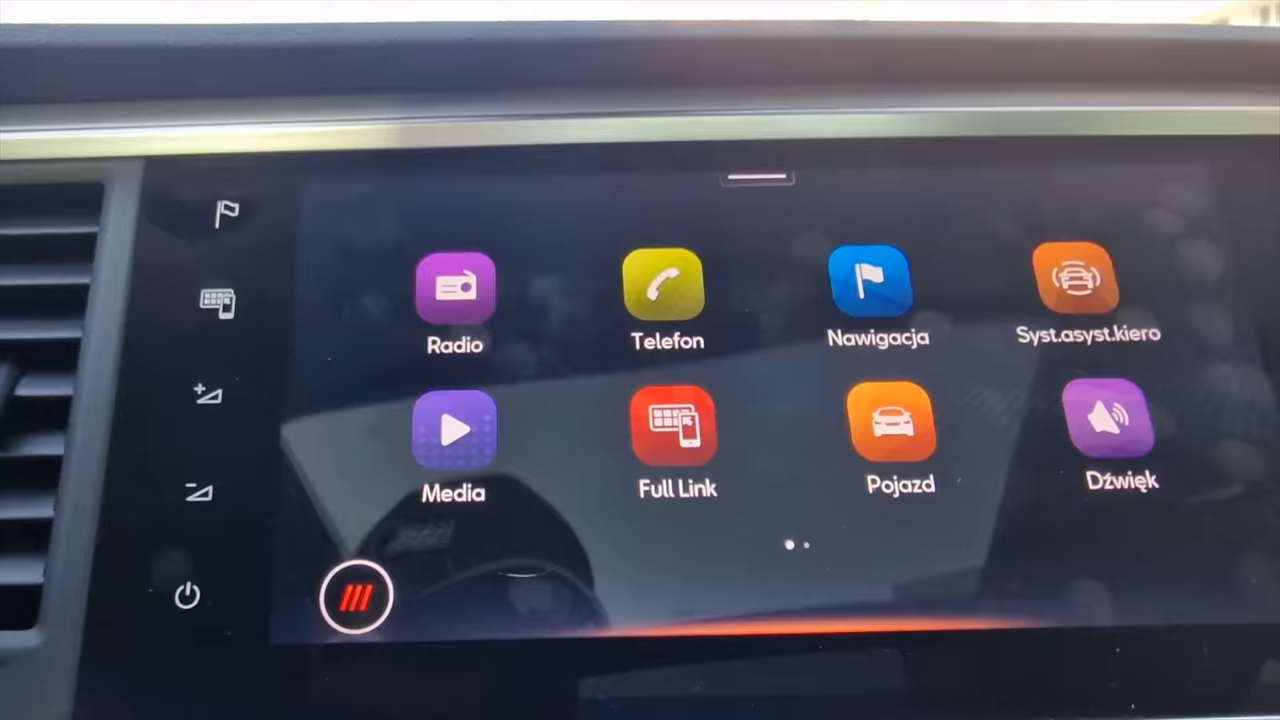 Radio
Telefon
Nawigacja
Syst.asyst.kiero
Media
Full Link
Pojazd
Dźwięk